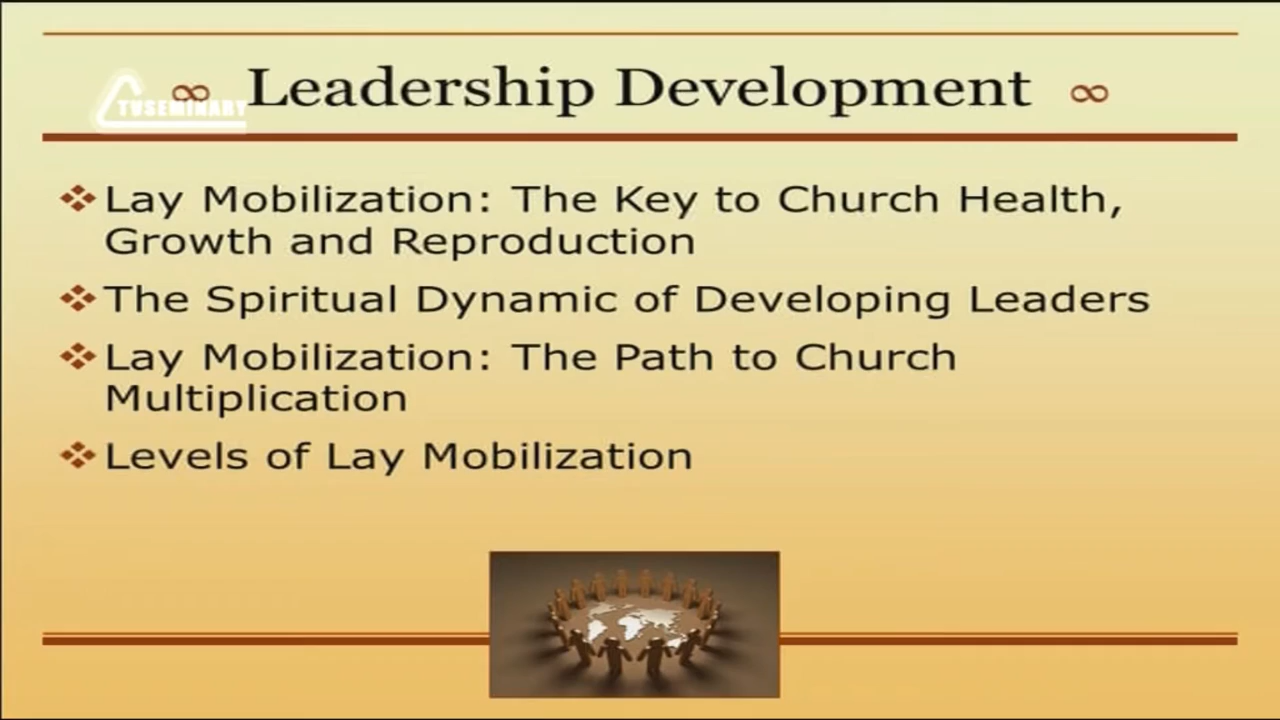 ∞ Leadership Development ∞
TVSEMINARY
❖ Lay Mobilization: The Key to Church Health,
Growth and Reproduction
❖ The Spiritual Dynamic of Developing Leaders
❖ Lay Mobilization: The Path to Church
Multiplication
❖ Levels of Lay Mobilization